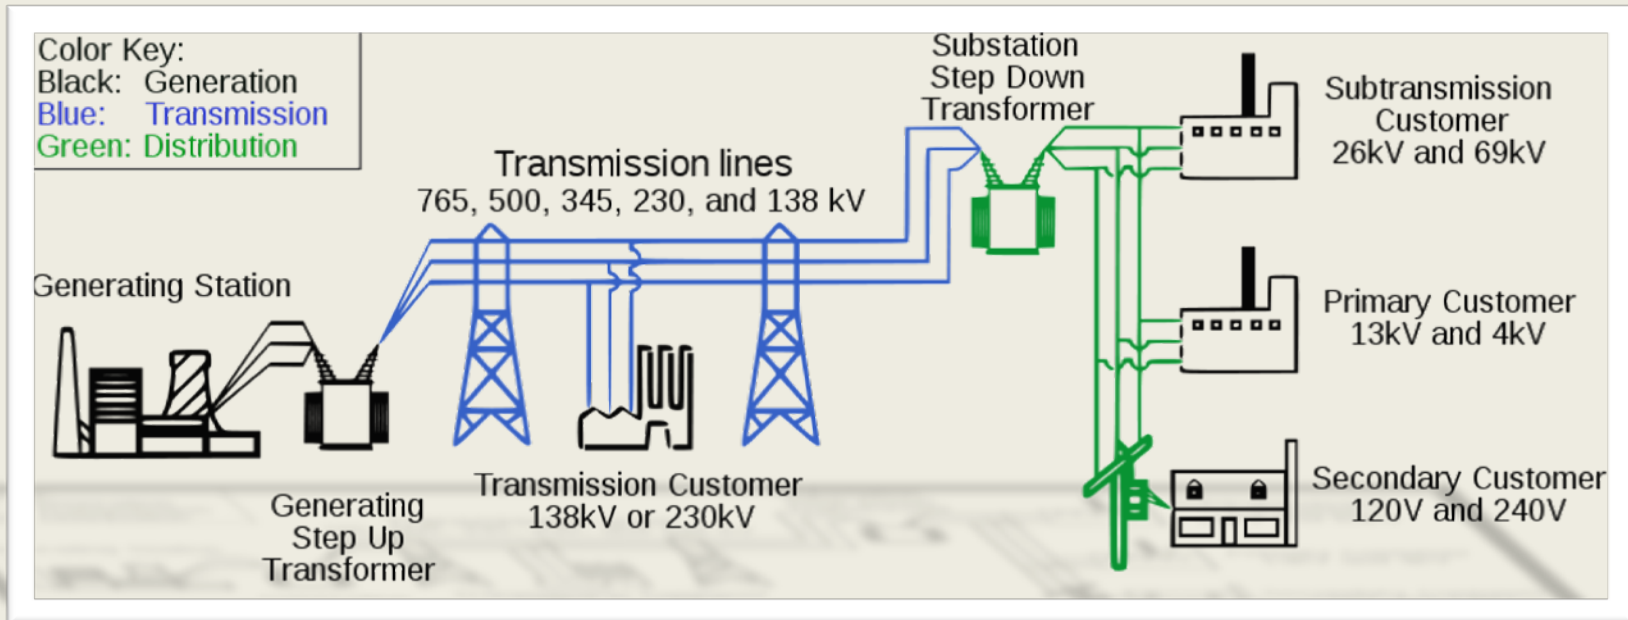 Color Key:
Black: Generation
Blue: Transmission
Green: Distribution
Substation
Step Down
Transformer
Subtransmission
Customer
26kV and 69kV
Transmission lines
765, 500, 345, 230, and 138 kV
Generating Station
Primary Customer
13kV and 4kV
Transmission Customer
138kV or 230kV
Secondary Customer
120V and 240V
Generating
Step Up
Transformer